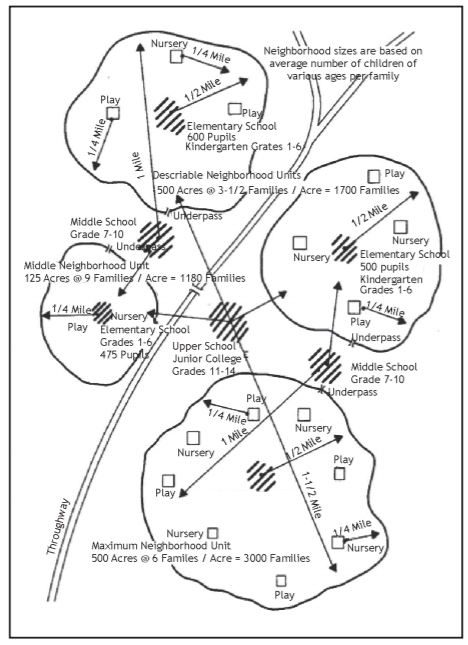 Nursery
1/4 Mile
Neighborhood sizes are based on
average number of children of
various ages per family
1/2 Mile
Play
Play
Elementary School
600 Pupils
Kindergarten Grates 1-6
1/4 Mile
1 Mile
Descriable Neighborhood Units
500 Acres @ 3-1/2 Families / Acre = 1700 Families
Play
Underpass
1/2 Mile
Middle School
Grade 7-10
Nursery
Nursery
Underpass
Elementary School
500 pupils
Kindergarten
Grades 1-6
Middle Neighborhood Unit
125 Acres @ 9 Families / Acre = 1180 Families
1/4 Mile
Nursery
Play
Elementary School
Grades 1-6
475 Pupils
1/4 Mile
Play
Upper School
Junior College
Grades 11-14
Underpass
Middle School
Grade 7-10
Underpass
Play
1/4 Mile
Nursery
1 Mile
1/2 Mile
Nursery
Play
Play
1-1/2 Mile
Throughway
1/4 Mile
Nursery
Nursery
Maximum Neighborhood Unit
500 Acres @ 6 Familes / Acre = 3000 Families
Play